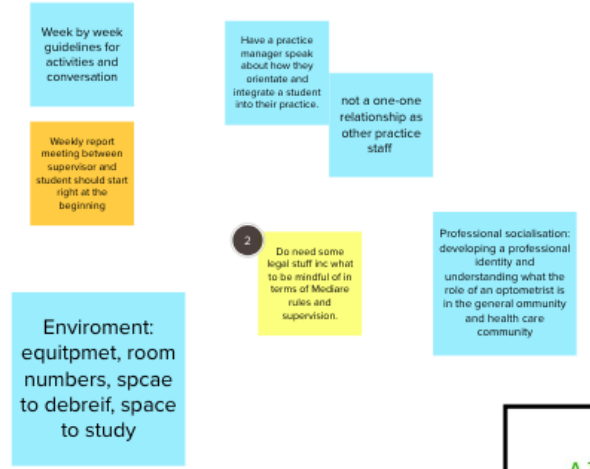 Week by week
guidelines for
activities and
conversation
Have a practice
manager speak
about how they
orientate and
integrate a student
into their practice.
not a one-one
relationship as
other practice
staff
Weekly report
meeting between
supervisor and
student should start
right at the
beginning
2
Do need some
legal stuff inc what
to be mindful of in
terms of Mediare
rules and
supervision.
Professional socialisation:
developing a professional
identity and
understanding what the
role of an optometrist is
in the general ommunity
and health care
community
Enviroment:
equitpmet, room
numbers, spcae
to debreif, space
to study